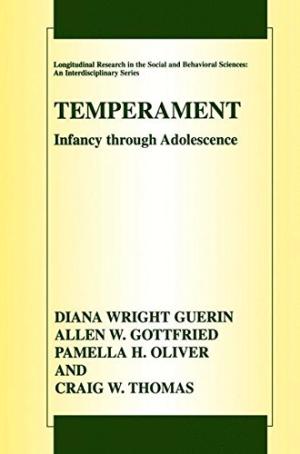 Longitudinal Research in the Social and Behavioral Sciences:
An Interdisciplinary Series
TEMPERAMENT
Infancy through Adolescence
DIANA WRIGHT GUERIN
ALLEN W. GOTTFRIED
PAMELLA H. OLIVER
AND
CRAIG W. THOMAS